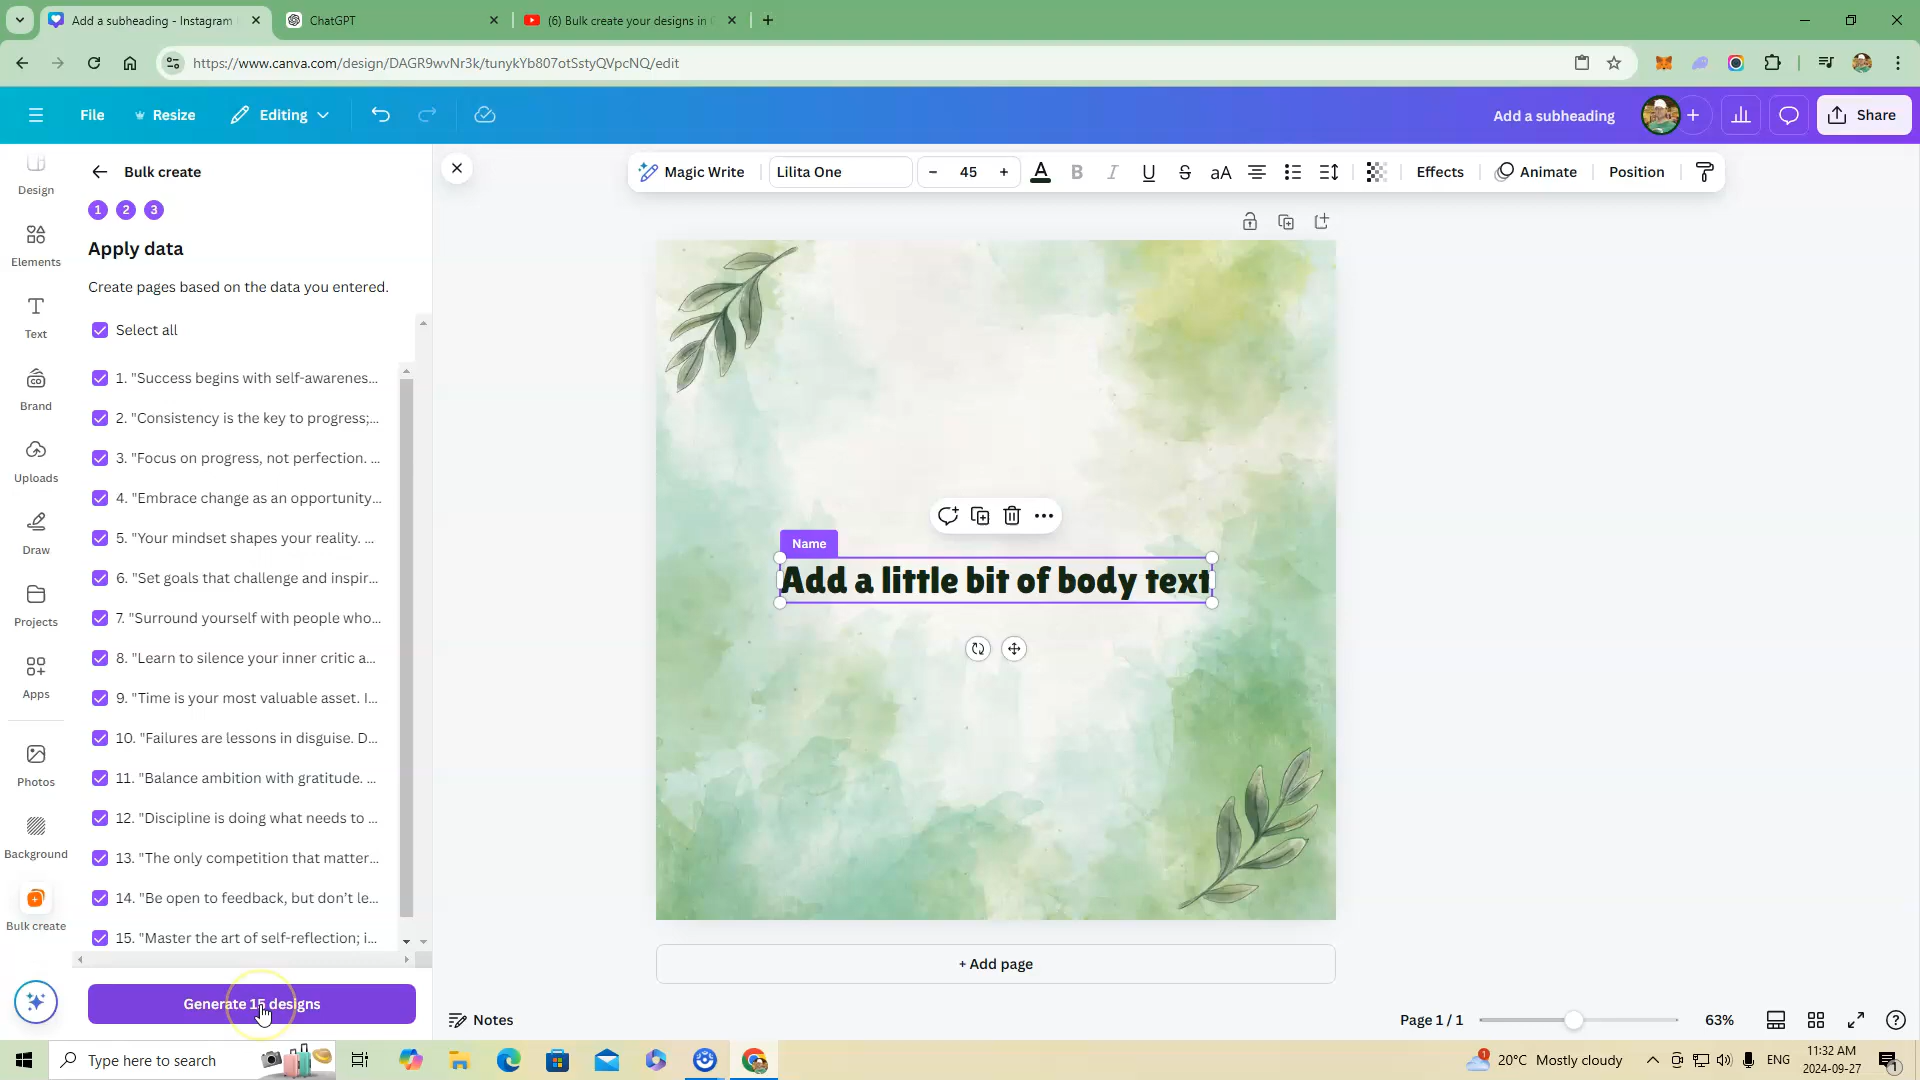 Add a subheading - Instagram
ChatGPT
(6) Bulk create your designs in
https://www.canva.com/design/DAGR9wvNr3k/tunykYb807otSstyQVpcNQ/edit
File
Resize
Editing
Add a subheading
Share
Design
Elements
Text
Brand
Uploads
Draw
Projects
Apps
Photos
Background
Bulk create
Bulk create
1 2 3
Apply data
Create pages based on the data you entered.
Select all
1. "Success begins with self-awarenes...
2. "Consistency is the key to progress;...
3. "Focus on progress, not perfection. ...
4. "Embrace change as an opportunity...
5. "Your mindset shapes your reality. ...
6. "Set goals that challenge and inspir...
7. "Surround yourself with people who...
8. "Learn to silence your inner critic a...
9. "Time is your most valuable asset. I...
10. "Failures are lessons in disguise. D...
11. "Balance ambition with gratitude. ...
12. "Discipline is doing what needs to ...
13. "The only competition that matter...
14. "Be open to feedback, but don't le...
15. "Master the art of self-reflection; i...
Generate 15 designs
Magic Write
Lilita One
– 45 +
A B I U S aA
Effects
Animate
Position
Name
Add a little bit of body text
+ Add page
Notes
Page 1 / 1
63%
Type here to search
1
20°C Mostly cloudy
ENG
11:32 AM
2024-09-27
1